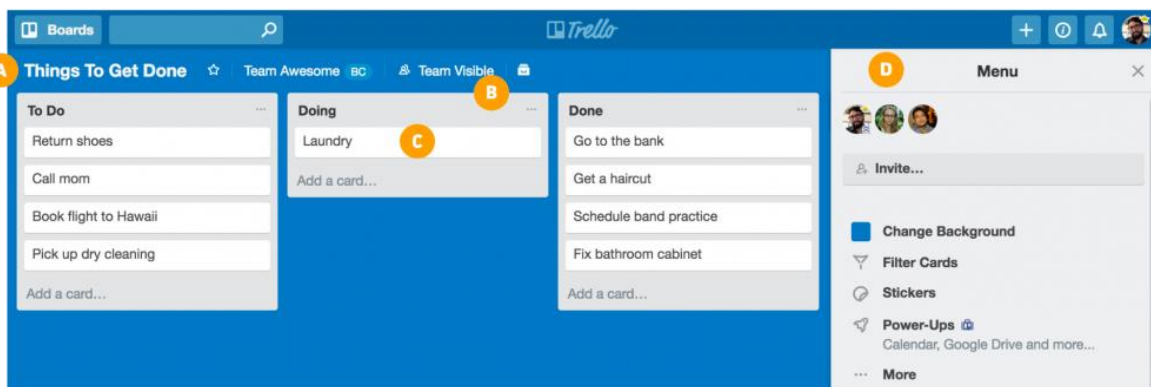 Boards
Trello
A
Things To Get Done
Team Awesome BC
Team Visible
B
To Do
Return shoes
Call mom
Book flight to Hawaii
Pick up dry cleaning
Add a card...
Doing
Laundry
C
Add a card...
Done
Go to the bank
Get a haircut
Schedule band practice
Fix bathroom cabinet
Add a card...
D
Menu
Invite...
Change Background
Filter Cards
Stickers
Power-Ups
Calendar, Google Drive and more...
More